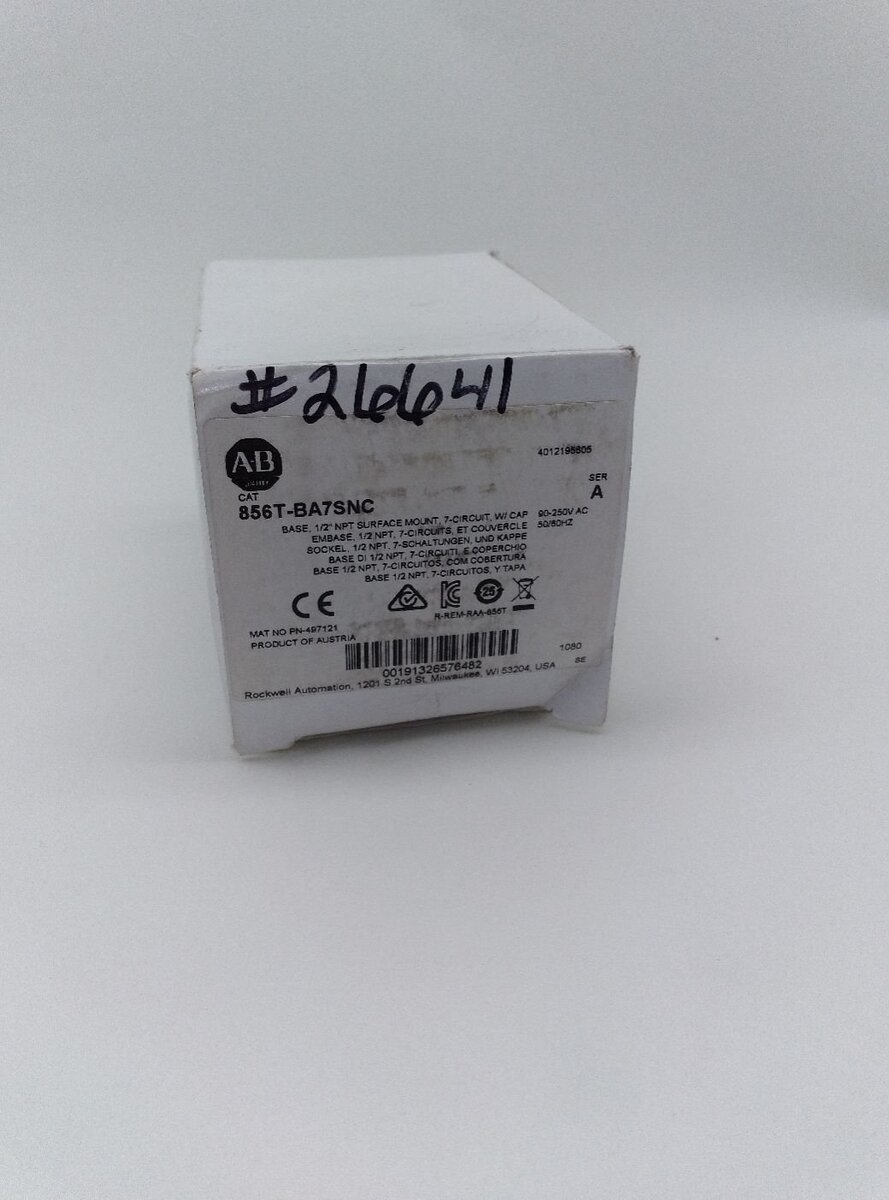 #26641
AB
4012195605
SER
A
CAT
856T-BA7SNC
BASE, 1/2" NPT SURFACE MOUNT, 7-CIRCUIT, W/ CAP
90-250V AC
EMBASE, 1/2 NPT, 7-CIRCUITS, ET COUVERCLE
50/60HZ
SOCKEL, 1/2 NPT, 7-SCHALTUNGEN, UND KAPPE
BASE DI 1/2 NPT, 7-CIRCUITI, E COPERCHIO
BASE 1/2 NPT, 7-CIRCUITOS, COM COBERTURA
BASE 1/2 NPT, 7-CIRCUITOS, Y TAPA
CE
25
R-REM-RAA-856T
MAT NO PN-497121
PRODUCT OF AUSTRIA
1080
SE
00191326576482
Rockwell Automation, 1201 S 2nd St, Milwaukee, WI 53204, USA